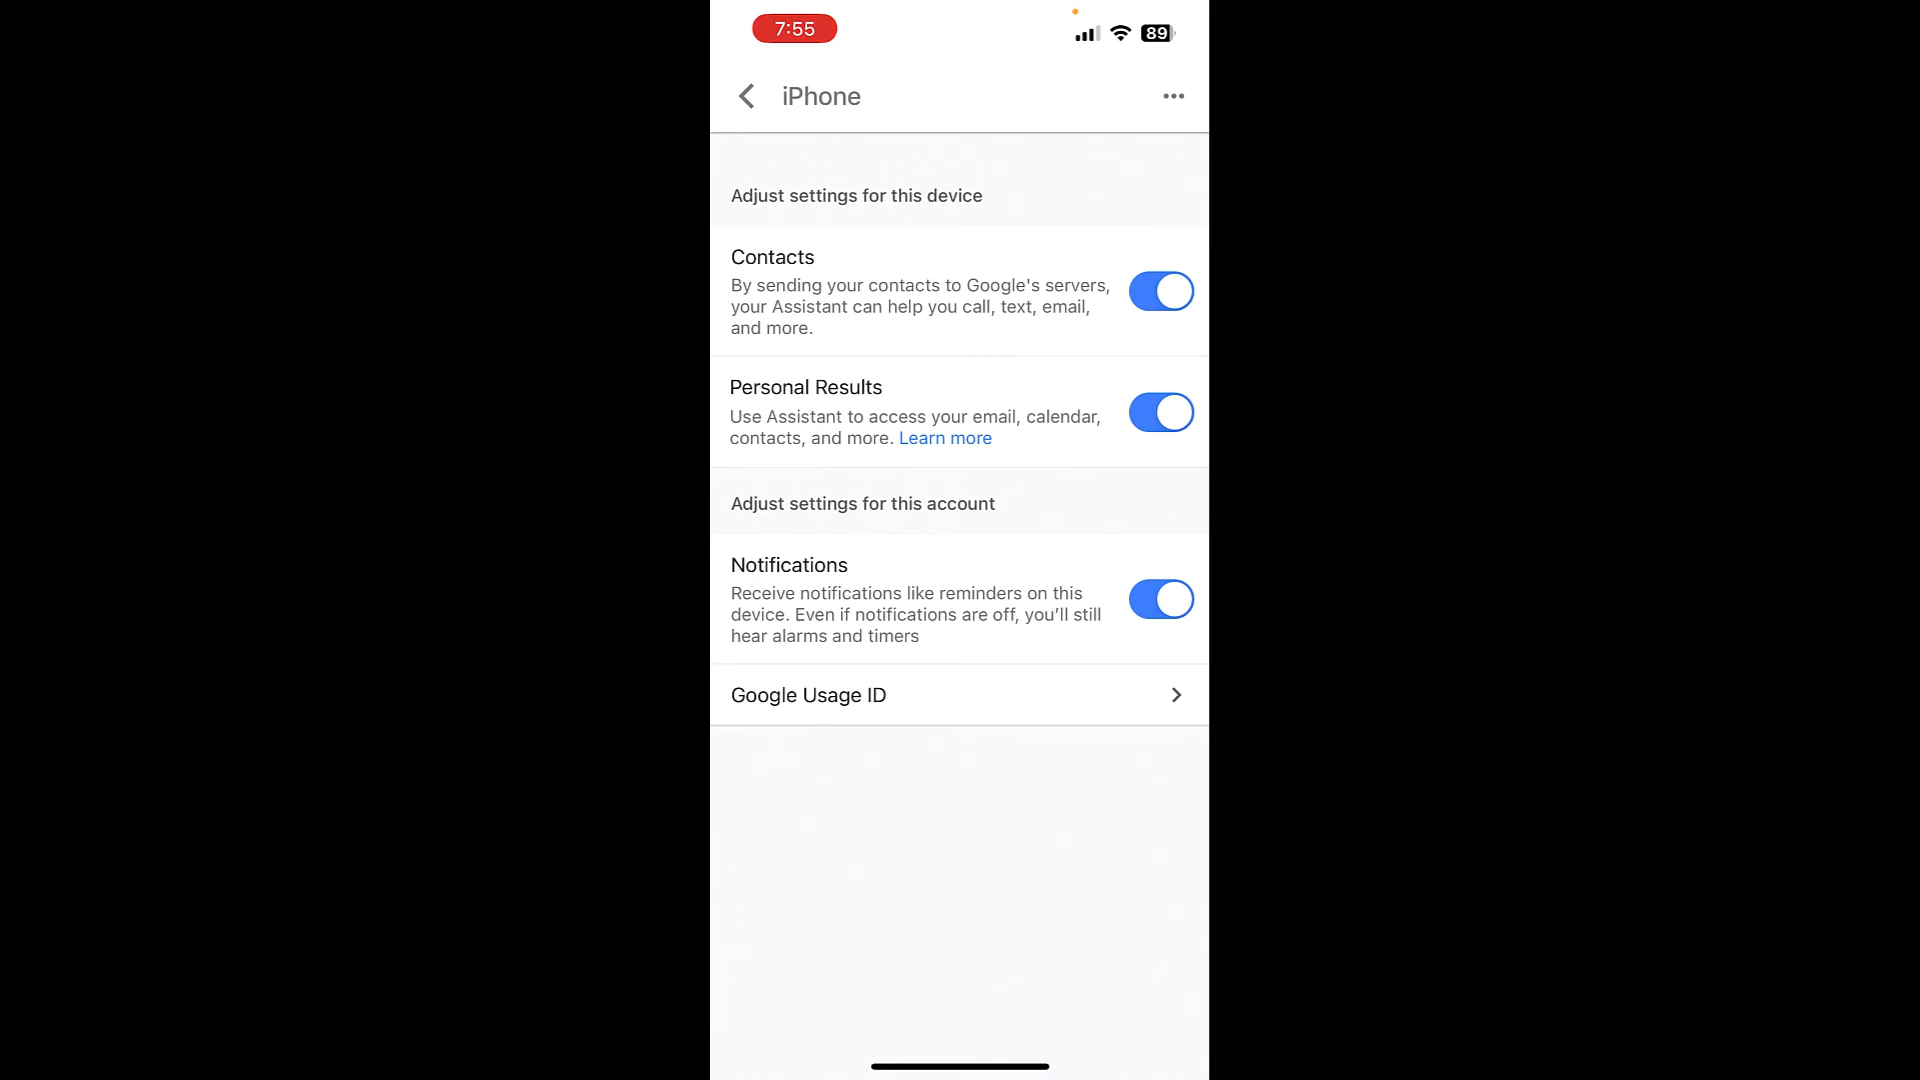 7:55
89
iPhone
Adjust settings for this device
Contacts
By sending your contacts to Google's servers,
your Assistant can help you call, text, email,
and more.
Personal Results
Use Assistant to access your email, calendar,
contacts, and more. Learn more
Adjust settings for this account
Notifications
Receive notifications like reminders on this
device. Even if notifications are off, you’ll still
hear alarms and timers
Google Usage ID